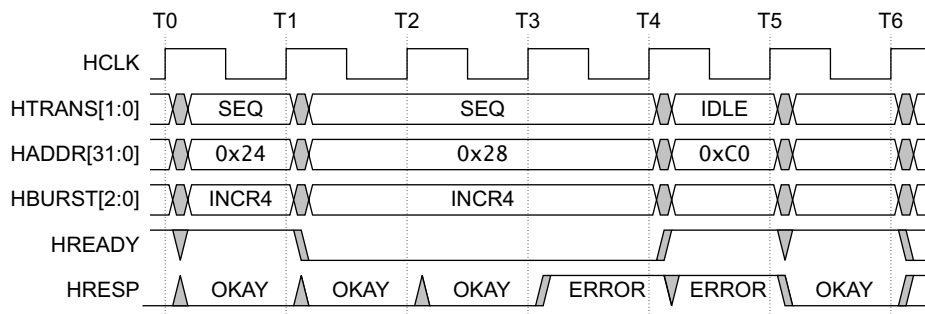 T0 T1 T2 T3 T4 T5 T6
HCLK
HTRANS[1:0] SEQ SEQ IDLE
HADDR[31:0] 0x24 0x28 0xC0
HBURST[2:0] INCR4 INCR4
HREADY
HRESP OKAY OKAY OKAY ERROR ERROR OKAY